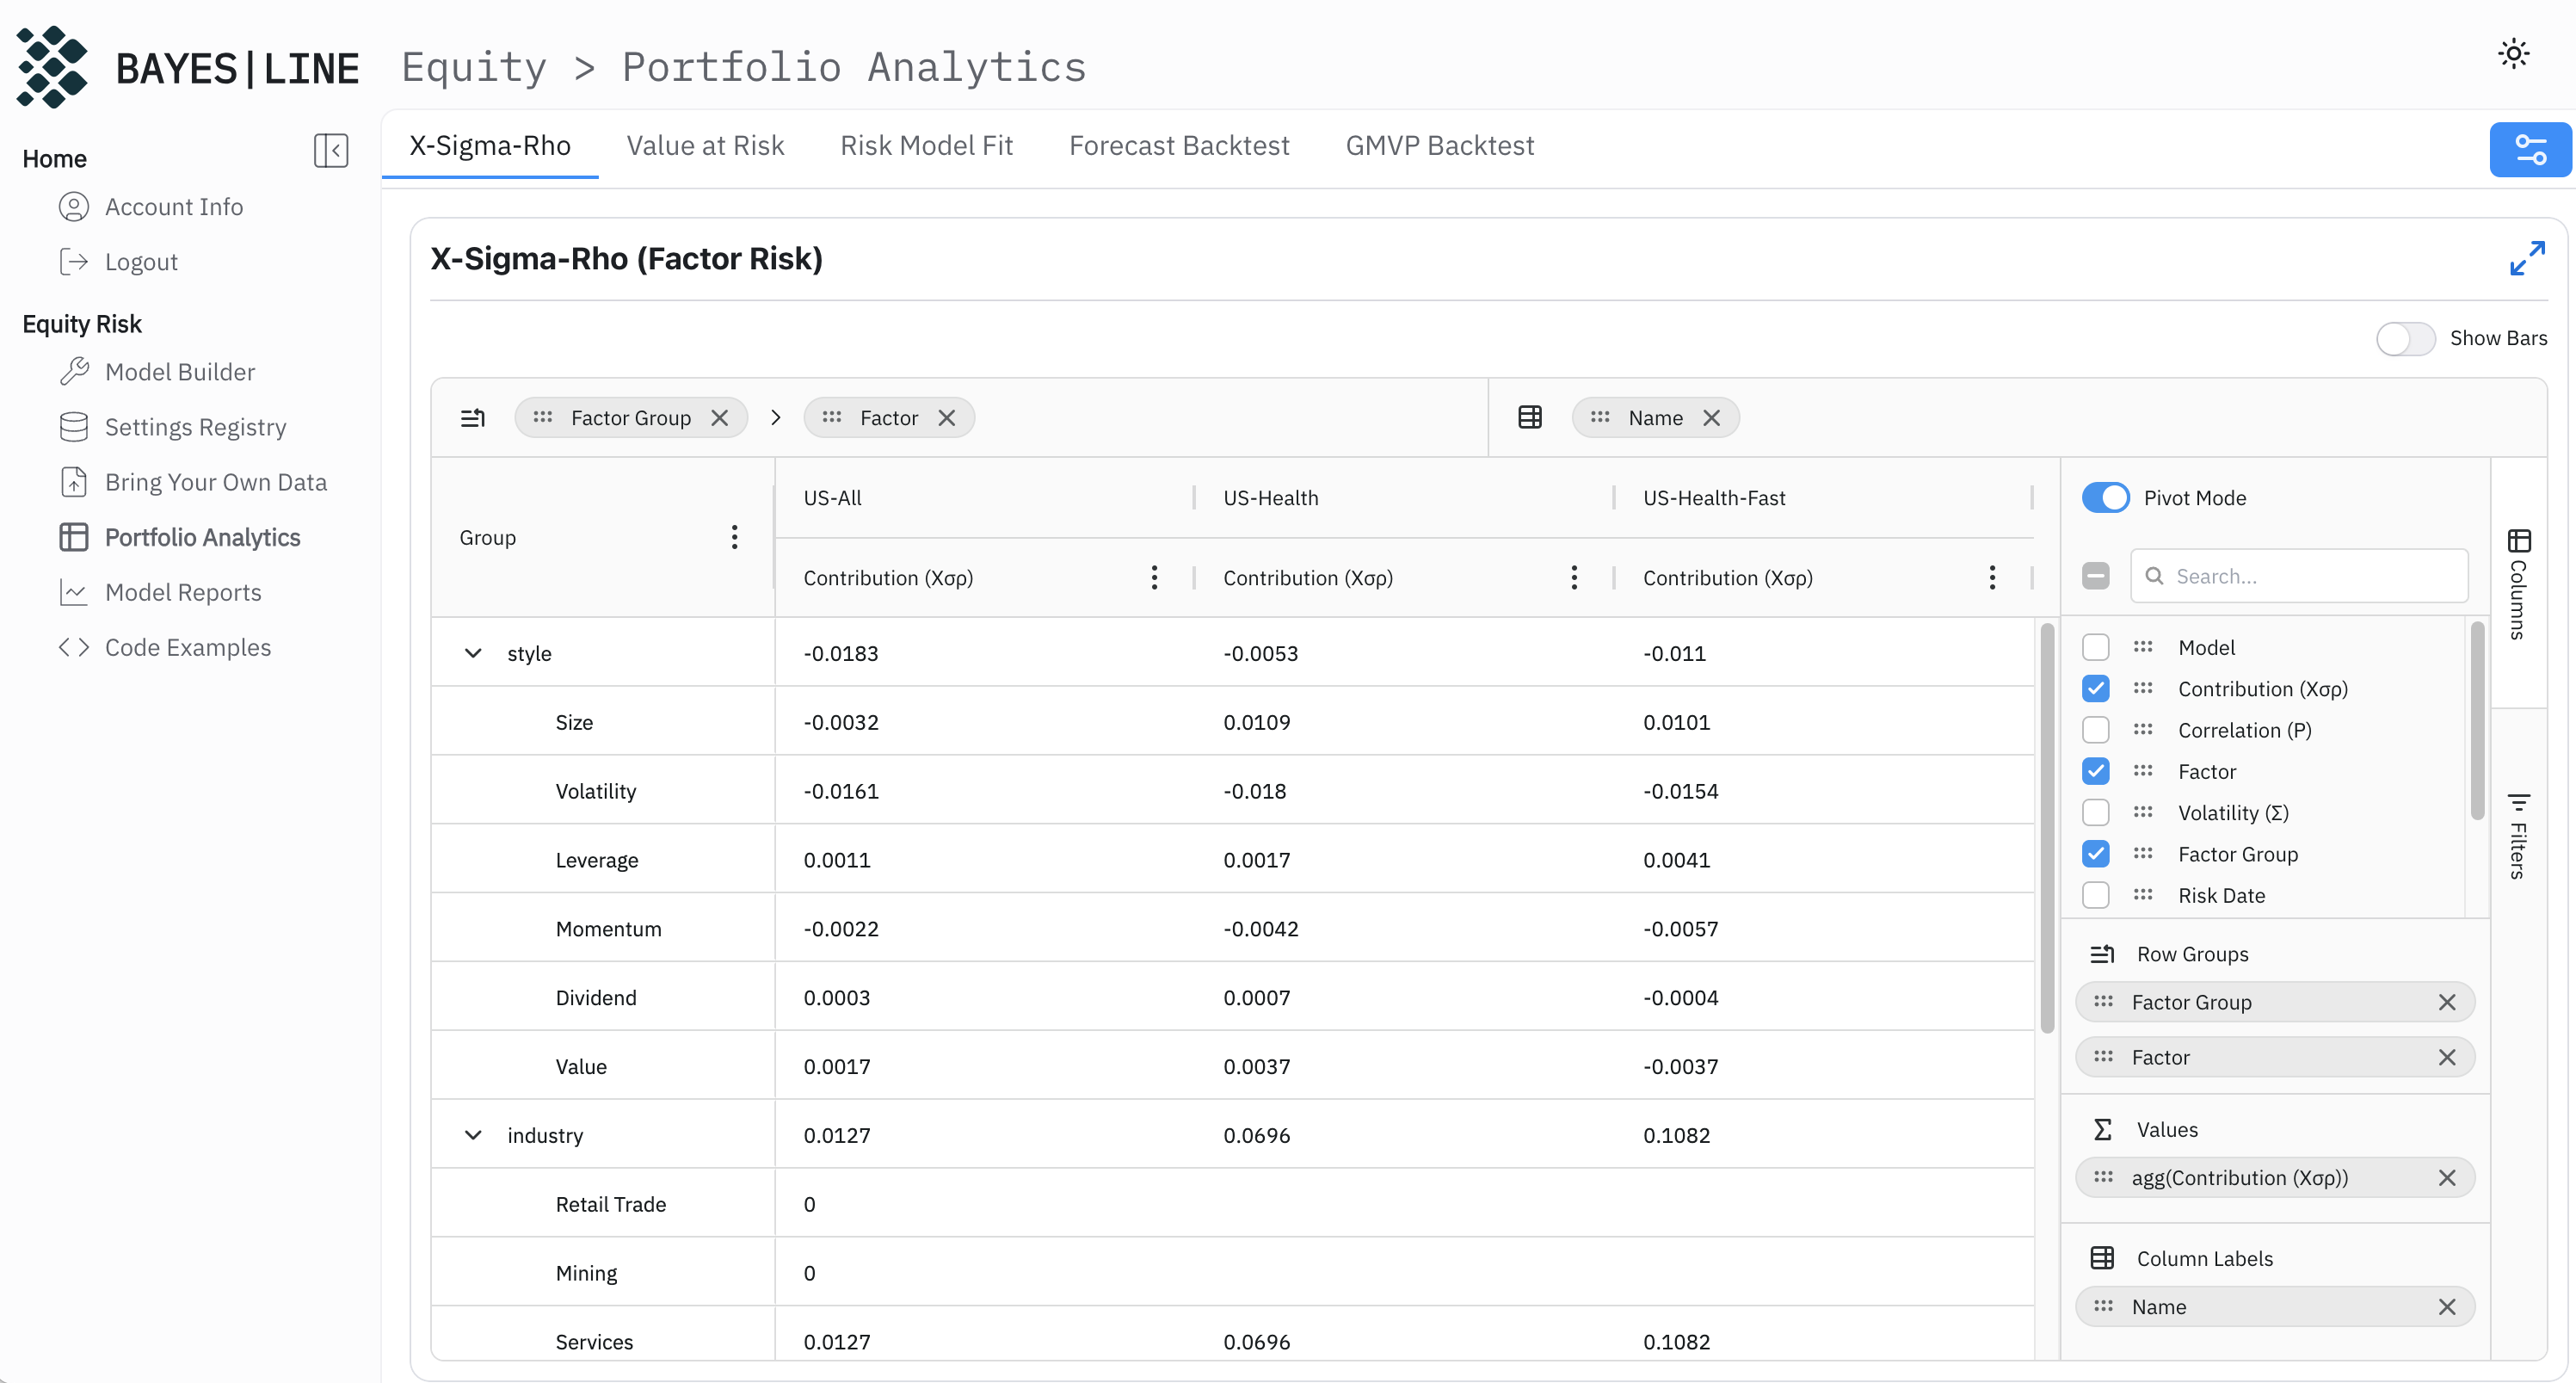 BAYES|LINE
Equity > Portfolio Analytics
Home
Account Info
Logout
Equity Risk
Model Builder
Settings Registry
Bring Your Own Data
Portfolio Analytics
Model Reports
Code Examples
X-Sigma-Rho Value at Risk Risk Model Fit Forecast Backtest GMVP Backtest
X-Sigma-Rho (Factor Risk)
Show Bars
Factor Group > Factor Name
Group
US-All US-Health US-Health-Fast
Contribution (Xσρ) Contribution (Xσρ) Contribution (Xσρ)
style -0.0183 -0.0053 -0.011
Size -0.0032 0.0109 0.0101
Volatility -0.0161 -0.018 -0.0154
Leverage 0.0011 0.0017 0.0041
Momentum -0.0022 -0.0042 -0.0057
Dividend 0.0003 0.0007 -0.0004
Value 0.0017 0.0037 -0.0037
industry 0.0127 0.0696 0.1082
Retail Trade 0
Mining 0
Services 0.0127 0.0696 0.1082
Pivot Mode
Search...
Model
Contribution (Xσρ)
Correlation (Ρ)
Factor
Volatility (Σ)
Factor Group
Risk Date
Row Groups
Factor Group
Factor
Values
agg(Contribution (Xσρ))
Column Labels
Name
Columns
Filters